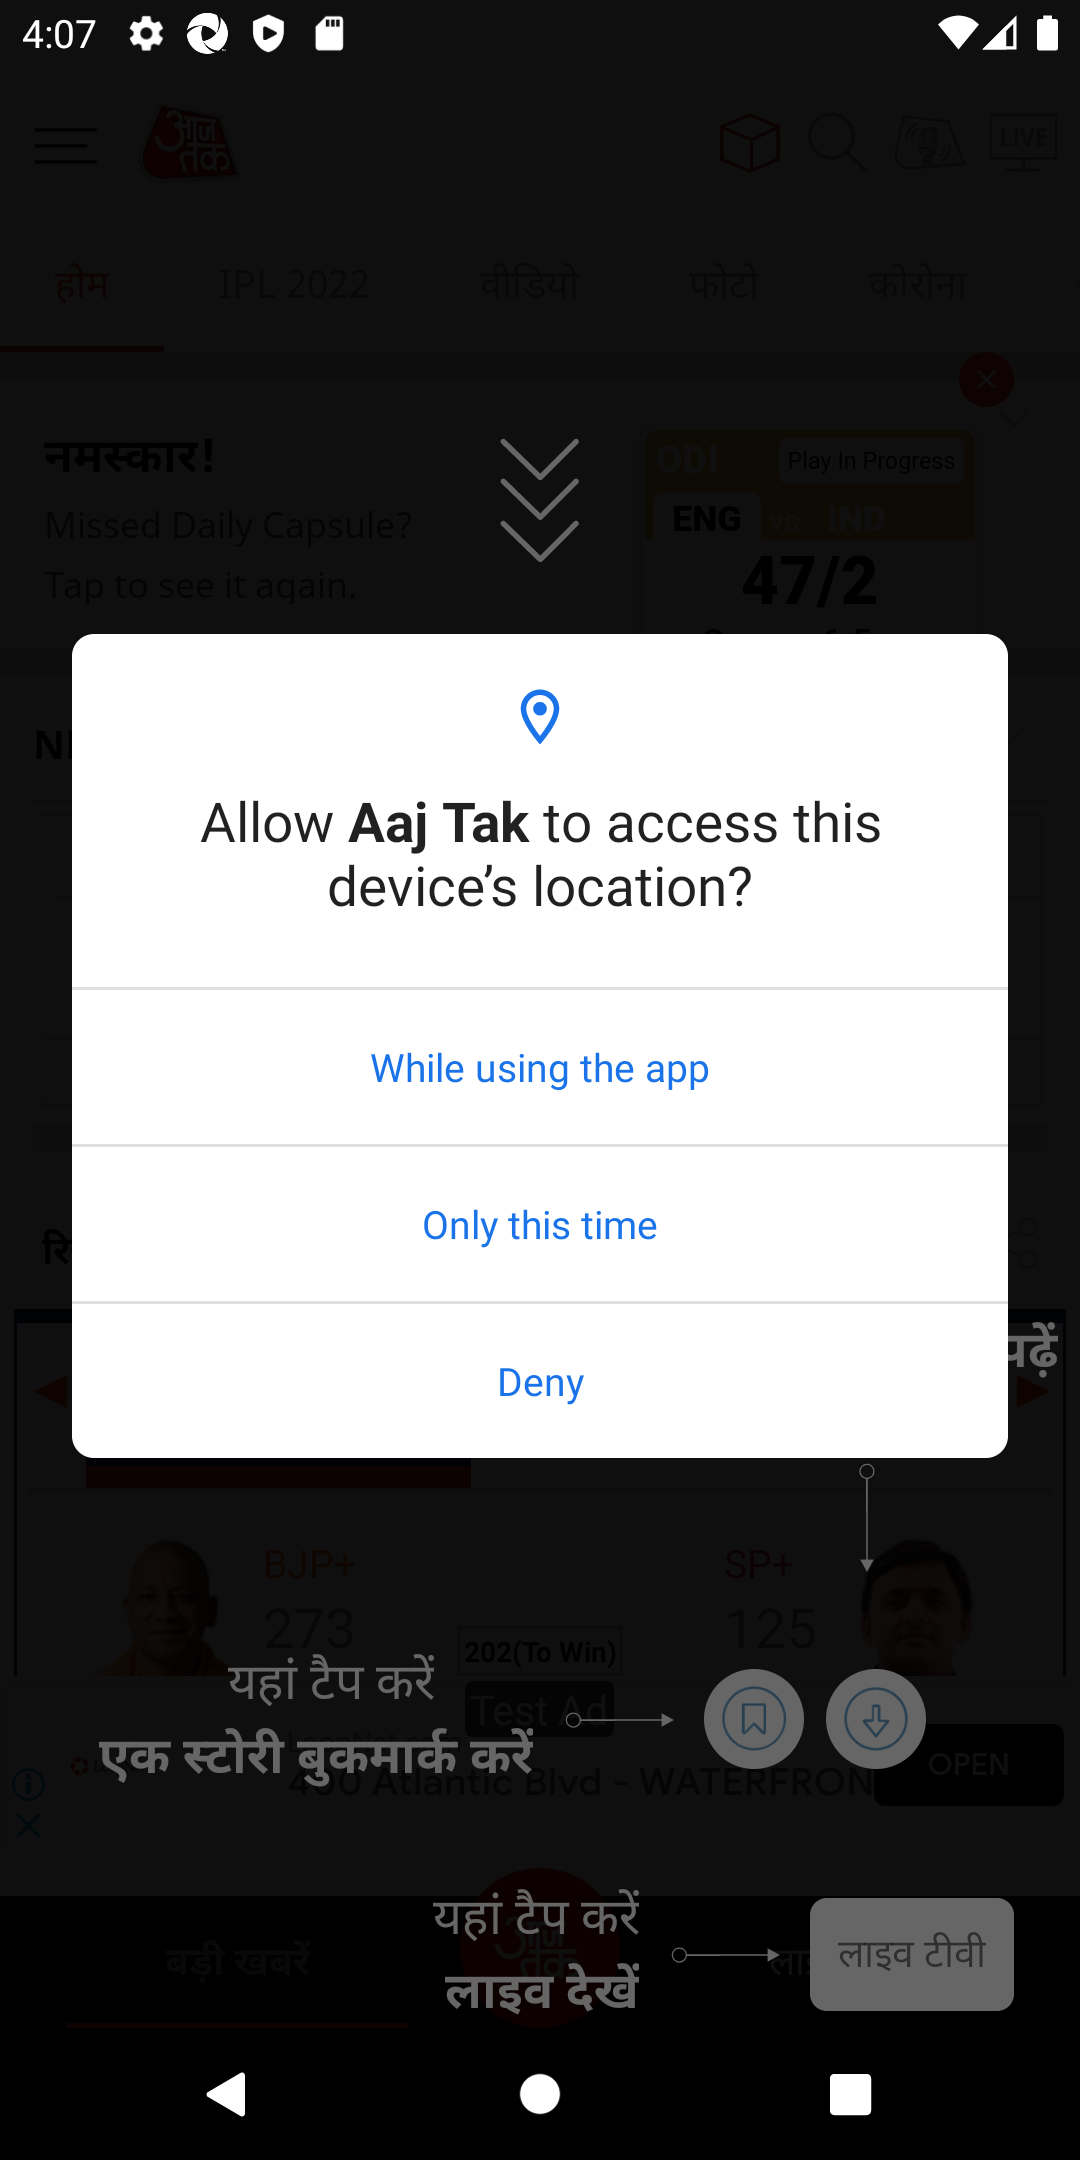 4:07
आज
तक
LIVE
होम
IPL 2022
वीडियो
फोटो
कोरोना
नमस्कार!
Missed Daily Capsule?
Tap to see it again.
ODI
Play In Progress
ENG vs IND
47/2
Allow Aaj Tak to access this
device’s location?
While using the app
Only this time
Deny
BJP+
273
SP+
125
202(To Win)
यहां टैप करें
एक स्टोरी बुकमार्क करें
Test Ad
400 Atlantic Blvd - WATERFRON
OPEN
बड़ी खबरें
यहां टैप करें
लाइव देखें
लाइव टीवी